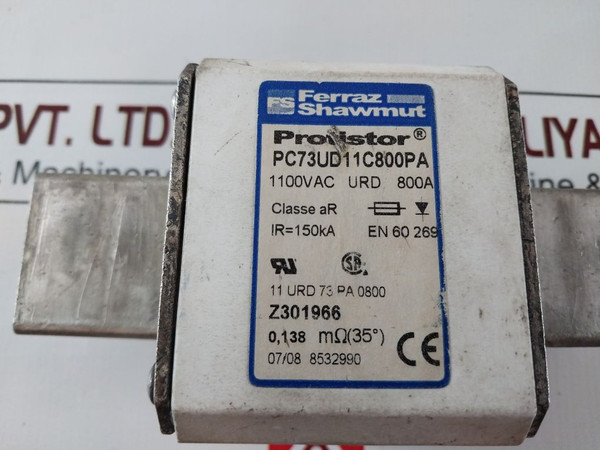 PVT. LTD
LIYA
Machinery
ne &
FS Ferraz
Shawmut
Protistor®
PC73UD11C800PA
1100VAC URD 800A
Classe aR
IR=150kA EN 60 269
11 URD 73 PA 0800
Z301966
0,138 mΩ(35°)
07/08 8532990 CE